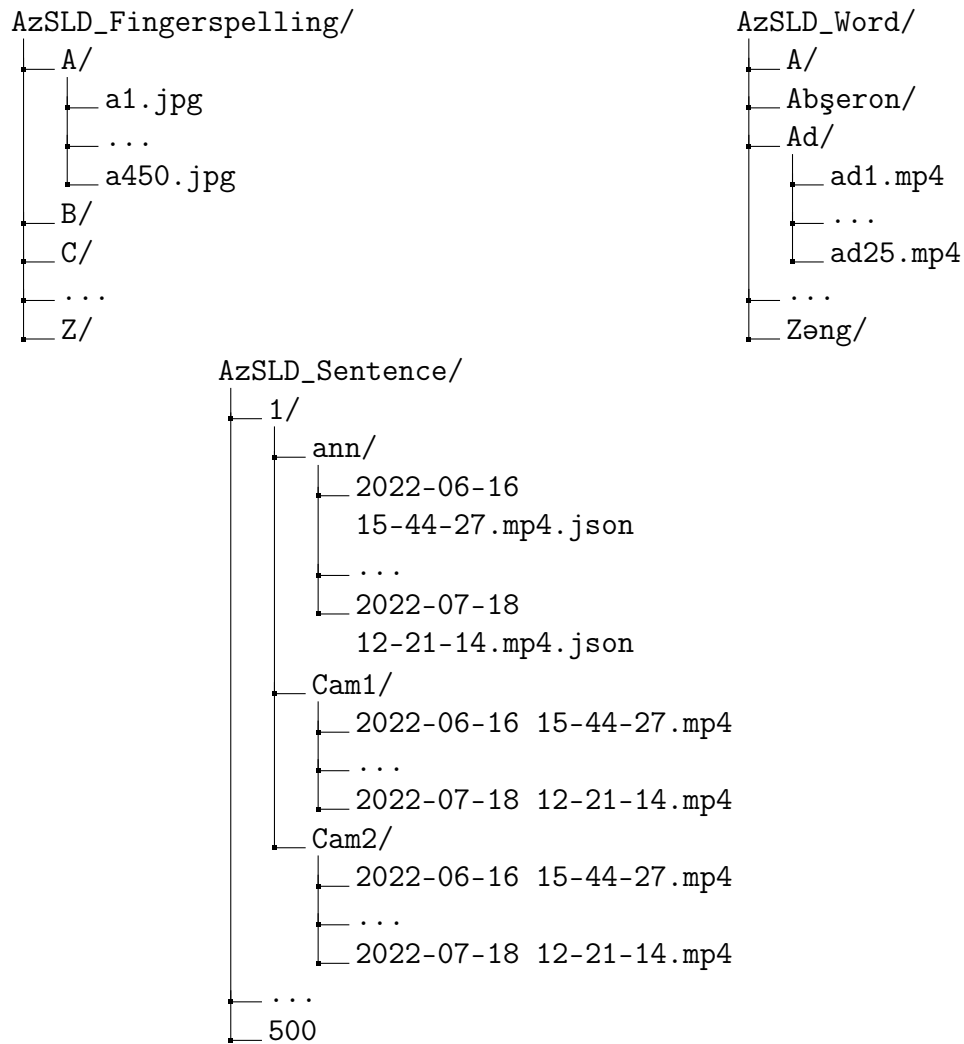 AzSLD_Fingerspelling/
A/
a1.jpg
...
a450.jpg
B/
C/
...
Z/
AzSLD_Word/
A/
Abşeron/
Ad/
ad1.mp4
...
ad25.mp4
...
Zəng/
AzSLD_Sentence/
1/
ann/
2022-06-16
15-44-27.mp4.json
...
2022-07-18
12-21-14.mp4.json
Cam1/
2022-06-16 15-44-27.mp4
...
2022-07-18 12-21-14.mp4
Cam2/
2022-06-16 15-44-27.mp4
...
2022-07-18 12-21-14.mp4
...
500